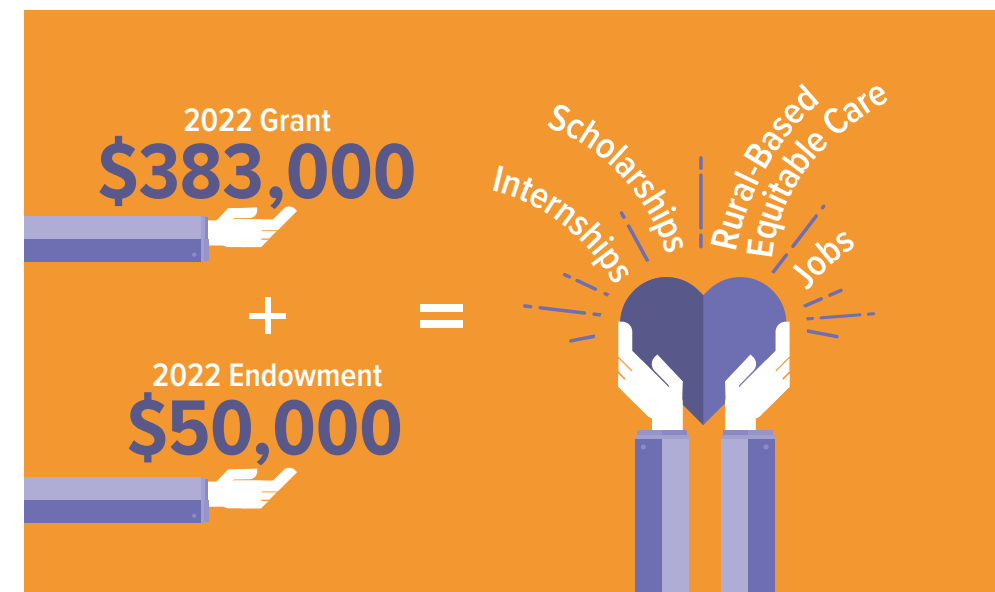 2022 Grant
$383,000
+
2022 Endowment
$50,000
=
Internships
Scholarships
Rural-Based
Equitable Care
Jobs